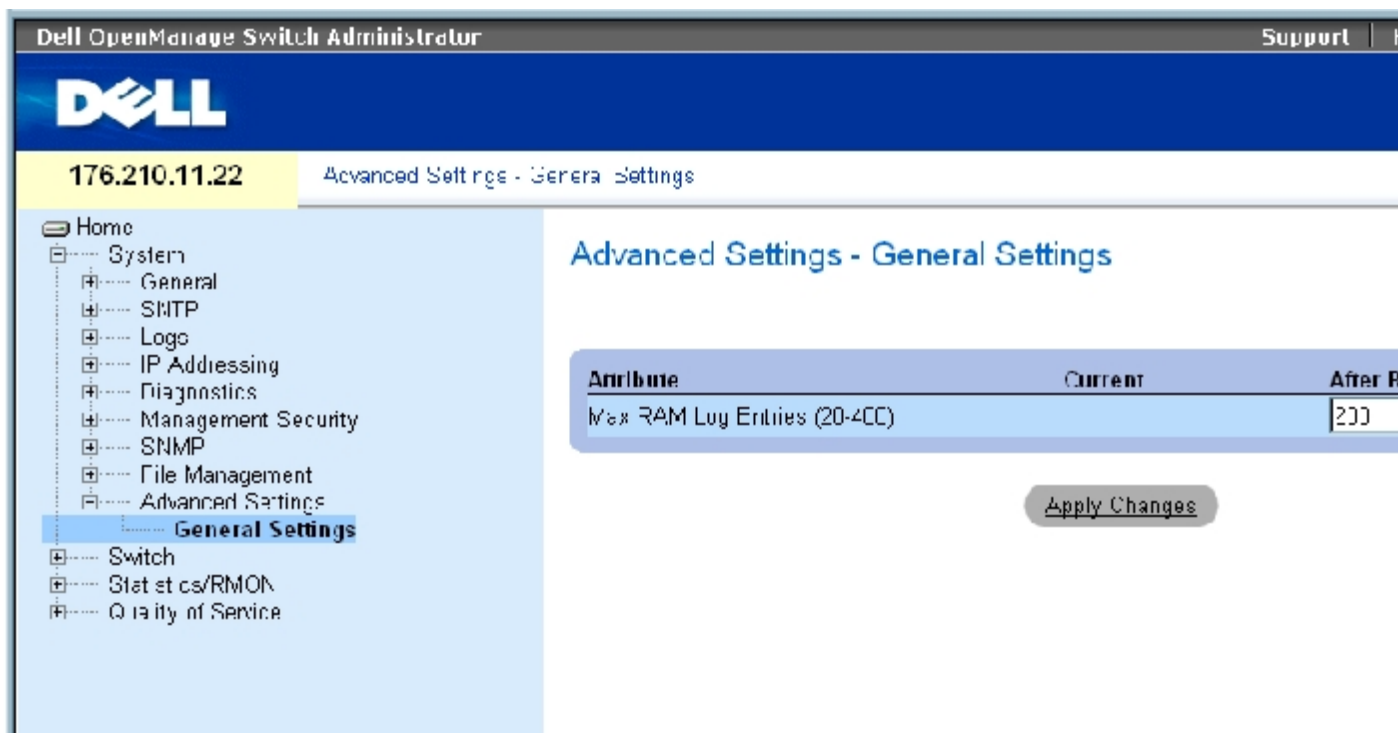 Dell OpenManage Switch Administrator Support
DELL
176.210.11.22 Advanced Settings - General Settings
Home
System
General
SNTP
Logs
IP Addressing
Diagnostics
Management Security
SNMP
File Management
Advanced Settings
General Settings
Switch
Statistics/RMON
Quality of Service
Advanced Settings - General Settings
Attribute Current After
Max RAM Log Entries (20-400) 200
Apply Changes